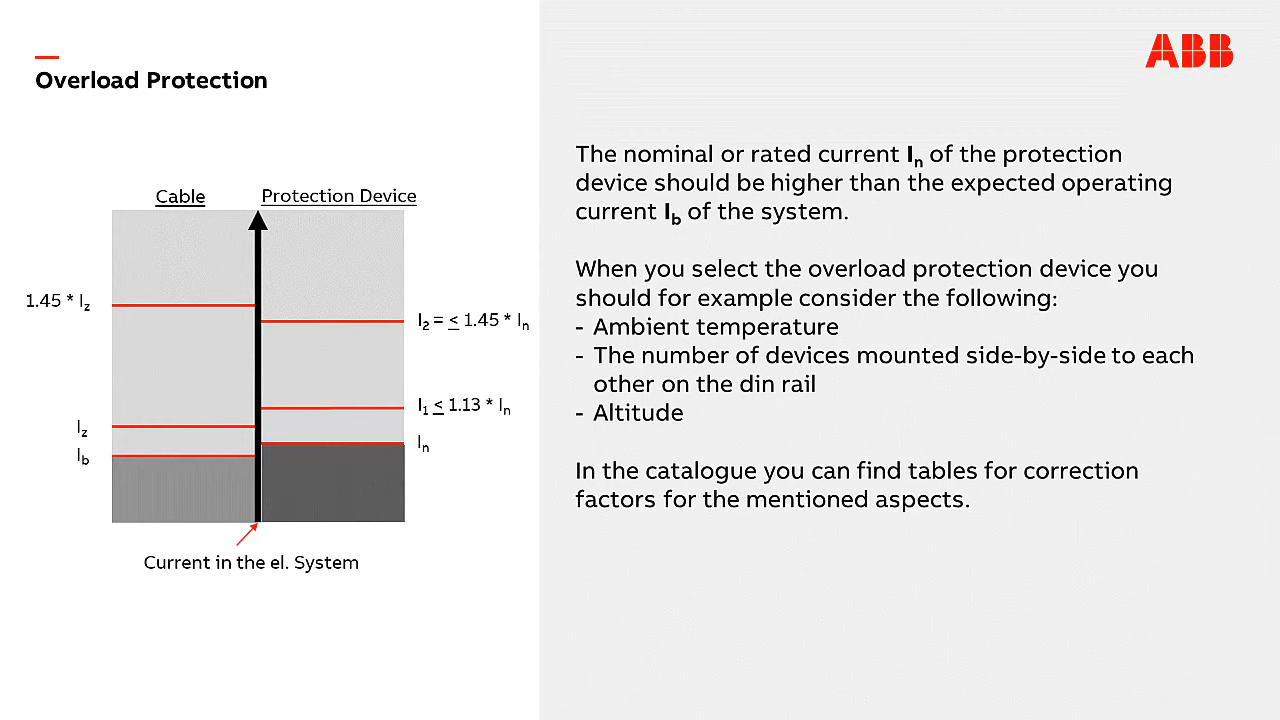 ABB
Overload Protection
Cable
Protection Device
1.45 * Iz
I2 = ≤ 1.45 * In
I1 ≤ 1.13 * In
Iz
In
Ib
Current in the el. System
The nominal or rated current In of the protection
device should be higher than the expected operating
current Ib of the system.
When you select the overload protection device you
should for example consider the following:
- Ambient temperature
- The number of devices mounted side-by-side to each
other on the din rail
- Altitude
In the catalogue you can find tables for correction
factors for the mentioned aspects.